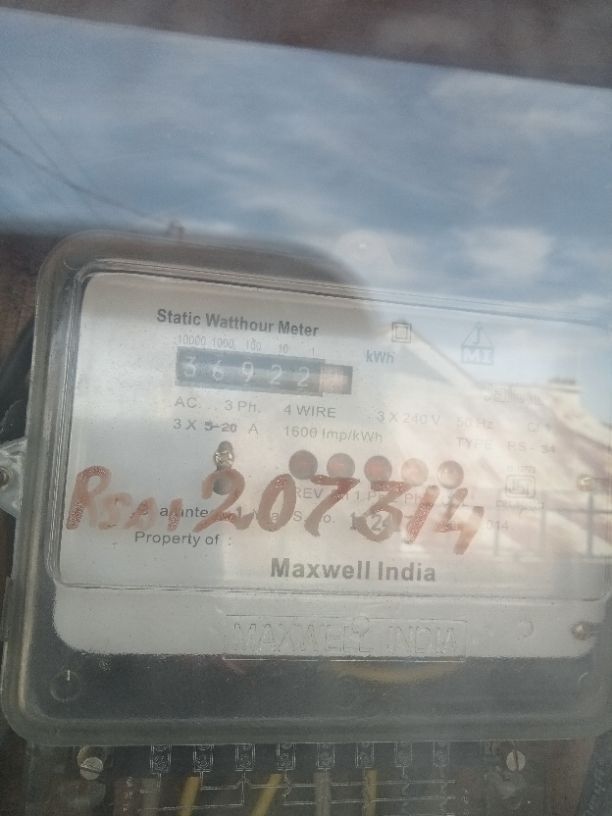 Static Watthour Meter
10000 1000 100 10 1
36922
kWh
AC. . . 3 Ph. 4 WIRE 3 X 240 V 50 Hz
3 X 5-20 A 1600 Imp/kWh TYPE RS - 34
207314
Property of :
Maxwell India
MAXWELL INDIA